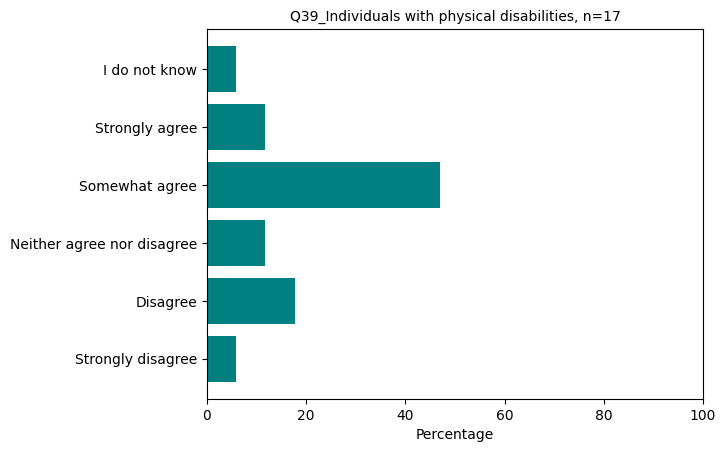 Q39_Individuals with physical disabilities, n=17
I do not know
Strongly agree
Somewhat agree
Neither agree nor disagree
Disagree
Strongly disagree
0 20 40 60 80 100
Percentage